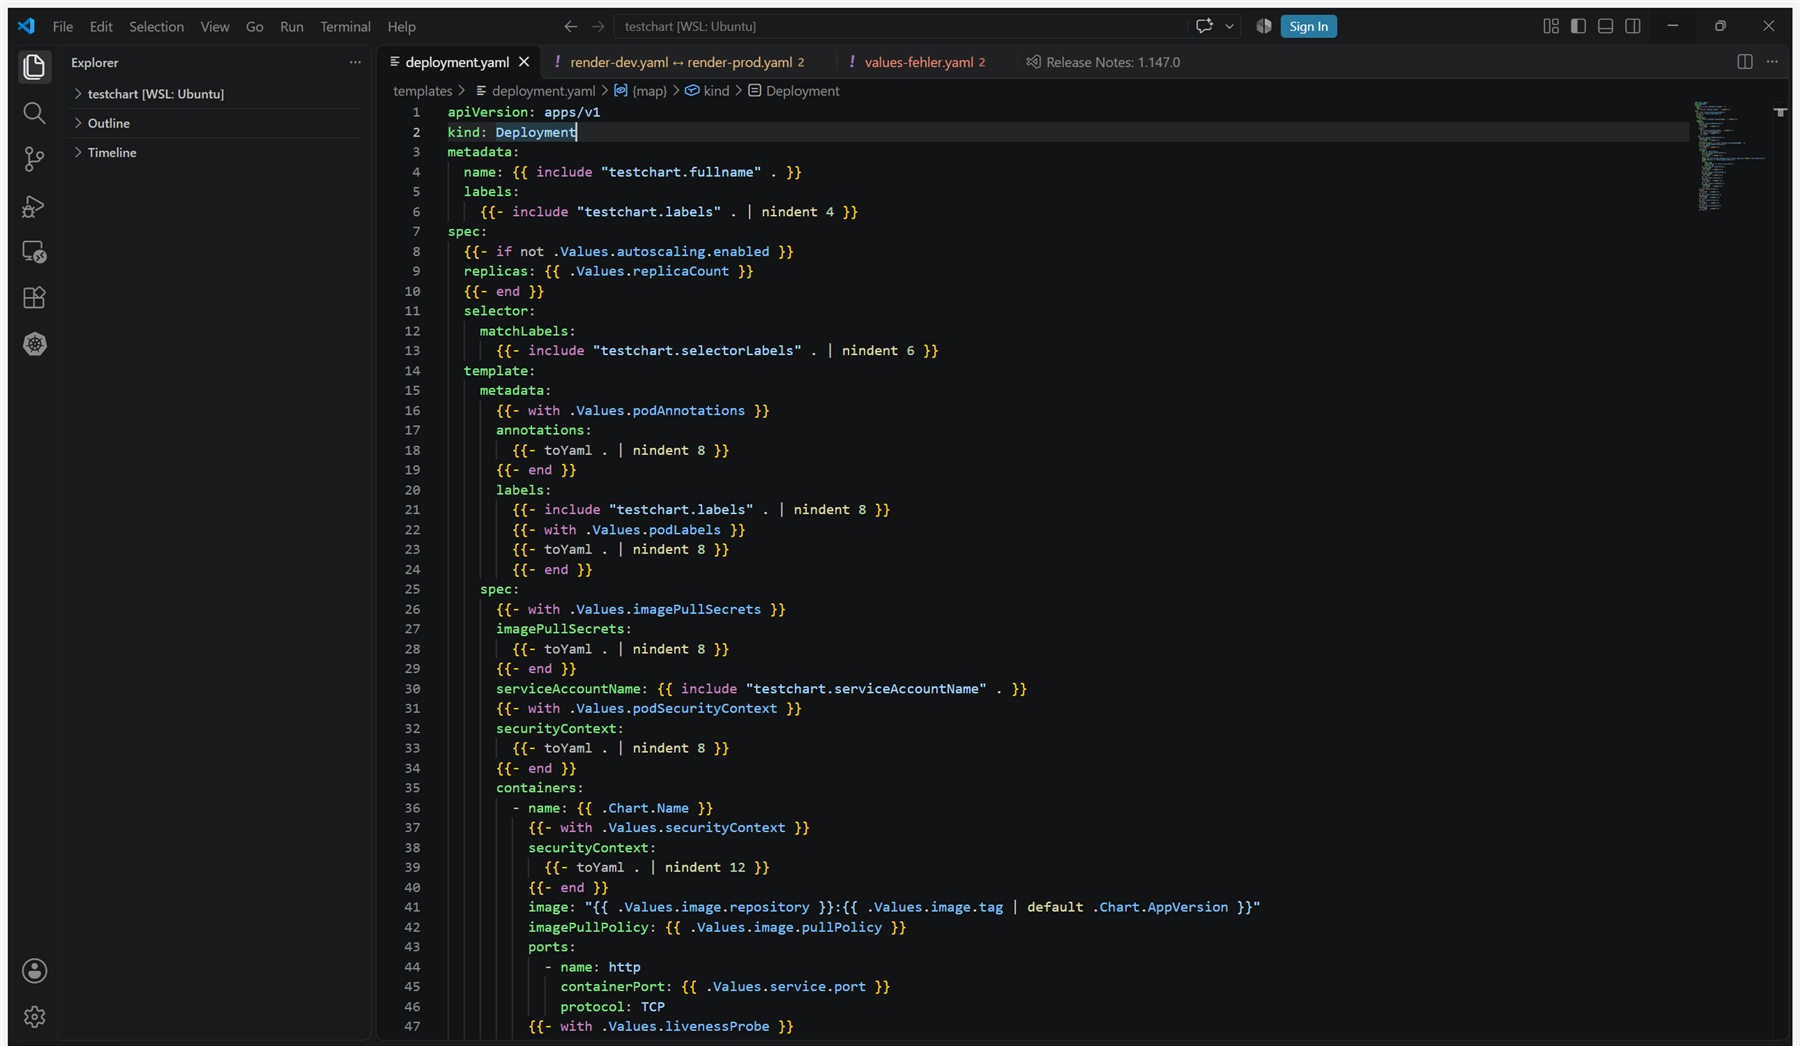 File Edit Selection View Go Run Terminal Help
testchart [WSL: Ubuntu]
Sign In
Explorer
testchart [WSL: Ubuntu]
Outline
Timeline
deployment.yaml
! render-dev.yaml ↔ render-prod.yaml 2
! values-fehler.yaml 2
Release Notes: 1.147.0
templates > deployment.yaml > {map} > kind > Deployment
1 apiVersion: apps/v1
2 kind: Deployment
3 metadata:
4   name: {{ include "testchart.fullname" . }}
5   labels:
6     {{- include "testchart.labels" . | nindent 4 }}
7 spec:
8   {{- if not .Values.autoscaling.enabled }}
9   replicas: {{ .Values.replicaCount }}
10   {{- end }}
11   selector:
12     matchLabels:
13       {{- include "testchart.selectorLabels" . | nindent 6 }}
14   template:
15     metadata:
16       {{- with .Values.podAnnotations }}
17       annotations:
18         {{- toYaml . | nindent 8 }}
19       {{- end }}
20       labels:
21         {{- include "testchart.labels" . | nindent 8 }}
22         {{- with .Values.podLabels }}
23         {{- toYaml . | nindent 8 }}
24         {{- end }}
25     spec:
26       {{- with .Values.imagePullSecrets }}
27       imagePullSecrets:
28         {{- toYaml . | nindent 8 }}
29       {{- end }}
30       serviceAccountName: {{ include "testchart.serviceAccountName" . }}
31       {{- with .Values.podSecurityContext }}
32       securityContext:
33         {{- toYaml . | nindent 8 }}
34       {{- end }}
35       containers:
36         - name: {{ .Chart.Name }}
37           {{- with .Values.securityContext }}
38           securityContext:
39             {{- toYaml . | nindent 12 }}
40           {{- end }}
41           image: "{{ .Values.image.repository }}:{{ .Values.image.tag | default .Chart.AppVersion }}"
42           imagePullPolicy: {{ .Values.image.pullPolicy }}
43           ports:
44             - name: http
45               containerPort: {{ .Values.service.port }}
46               protocol: TCP
47           {{- with .Values.livenessProbe }}